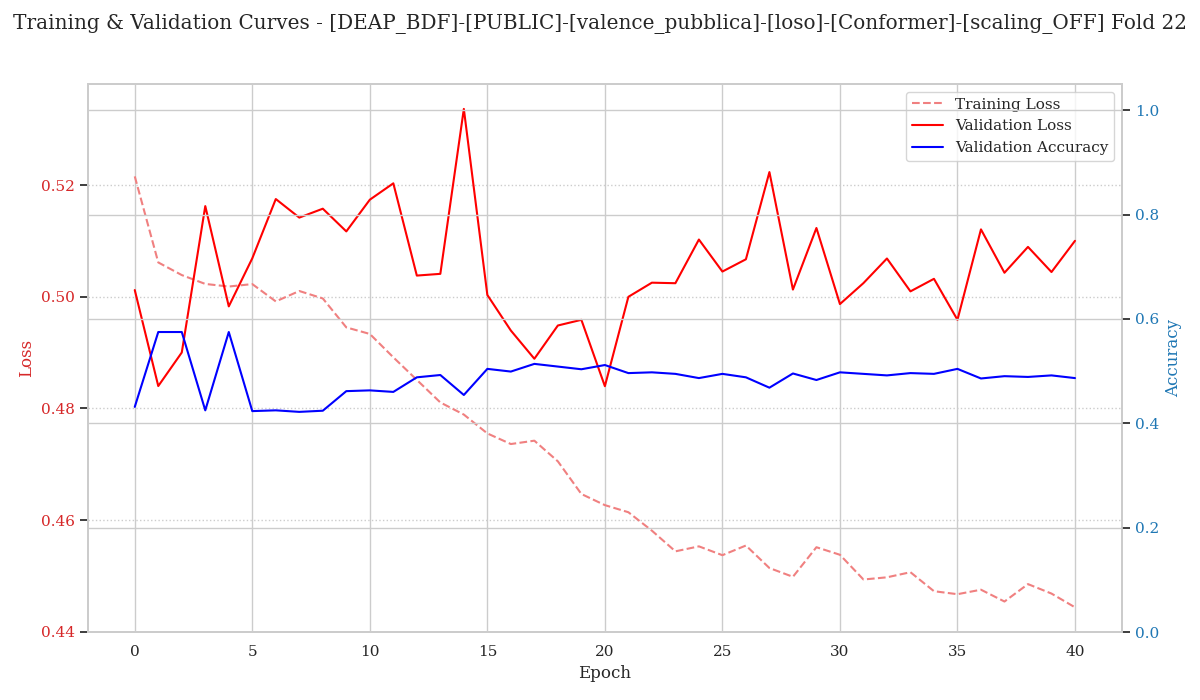 Training & Validation Curves - [DEAP_BDF]-[PUBLIC]-[valence_pubblica]-[loso]-[Conformer]-[scaling_OFF] Fold 22
Training Loss
Validation Loss
Validation Accuracy
0.52
0.50
0.48
0.46
0.44
Loss
1.0
0.8
0.6
0.4
0.2
0.0
Accuracy
0 5 10 15 20 25 30 35 40
Epoch